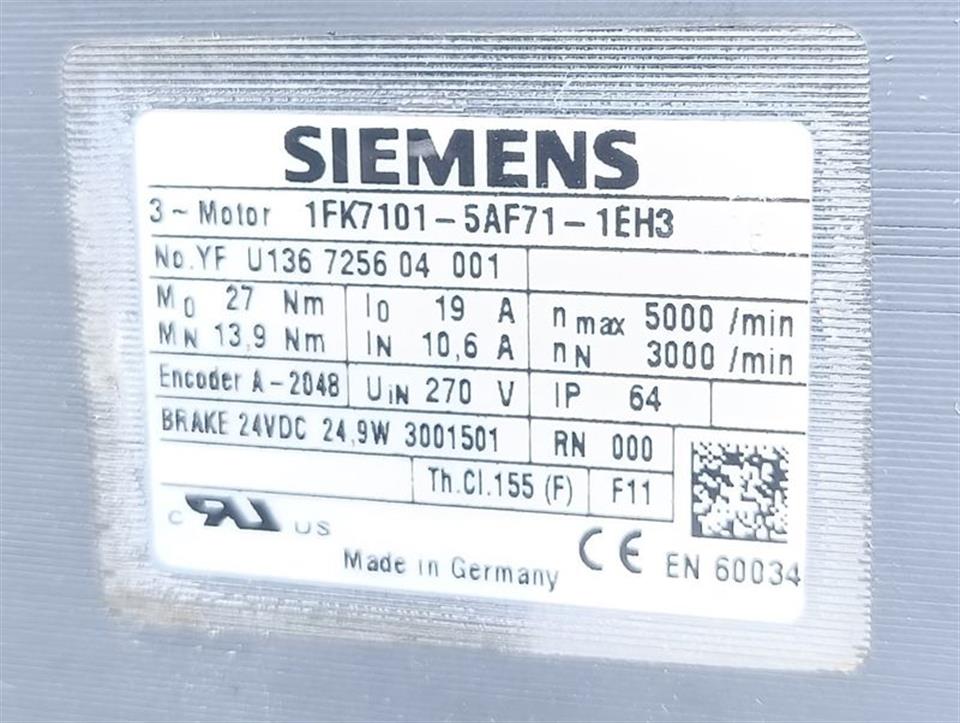 SIEMENS
3 ~ Motor 1FK7101-5AF71-1EH3
No.YF U136 7256 04 001
M0 27 Nm I0 19 A n max 5000 /min
MN 13,9 Nm IN 10,6 A nN 3000 /min
Encoder A-2048 UIN 270 V IP 64
BRAKE 24VDC 24,9W 3001501 RN 000
Th.Cl.155 (F) F11
c RU US
Made in Germany CE EN 60034